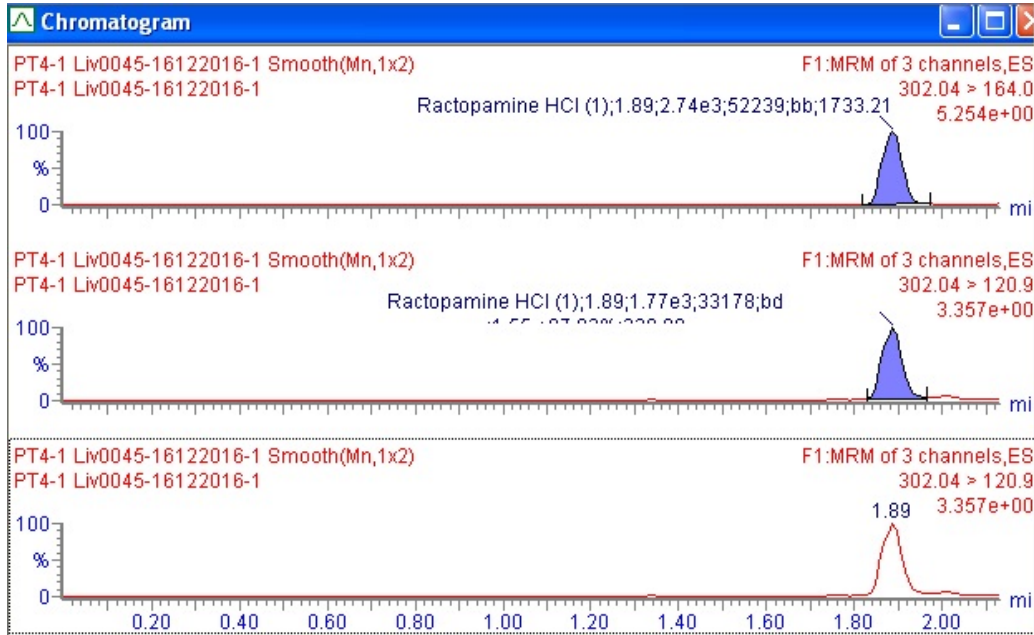 Chromatogram
PT4-1 Liv0045-16122016-1 Smooth(Mn,1x2)
F1:MRM of 3 channels,ES
PT4-1 Liv0045-16122016-1
302.04 > 164.0
Ractopamine HCl (1);1.89;2.74e3;52239;bb;1733.21
5.254e+00
100
%
0
mi
PT4-1 Liv0045-16122016-1 Smooth(Mn,1x2)
F1:MRM of 3 channels,ES
PT4-1 Liv0045-16122016-1
302.04 > 120.9
Ractopamine HCl (1);1.89;1.77e3;33178;bd
3.357e+00
100
%
0
mi
PT4-1 Liv0045-16122016-1 Smooth(Mn,1x2)
F1:MRM of 3 channels,ES
PT4-1 Liv0045-16122016-1
302.04 > 120.9
1.89
3.357e+00
100
%
0
mi
0.20 0.40 0.60 0.80 1.00 1.20 1.40 1.60 1.80 2.00